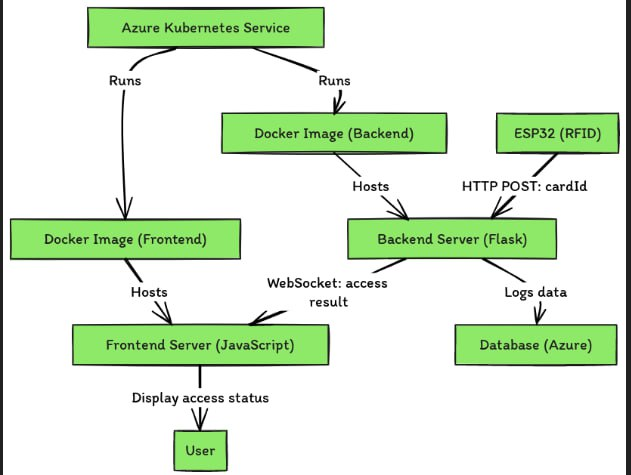 Azure Kubernetes Service
Runs
Runs
Docker Image (Backend)
ESP32 (RFID)
Hosts
HTTP POST: cardId
Docker Image (Frontend)
Backend Server (Flask)
Hosts
WebSocket: access
result
Logs data
Frontend Server (JavaScript)
Database (Azure)
Display access status
User